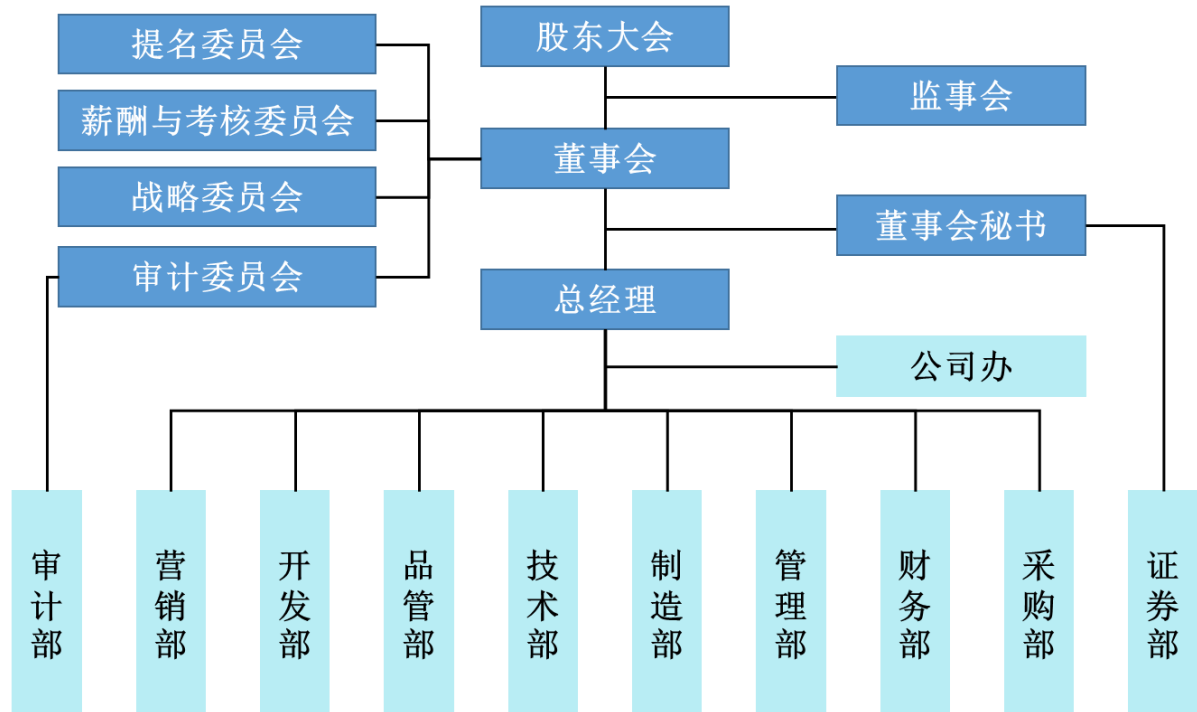 提名委员会
股东大会
薪酬与考核委员会
监事会
董事会
战略委员会
董事会秘书
审计委员会
总经理
公司办
审计部
营销部
开发部
品管部
技术部
制造部
管理部
财务部
采购部
证券部